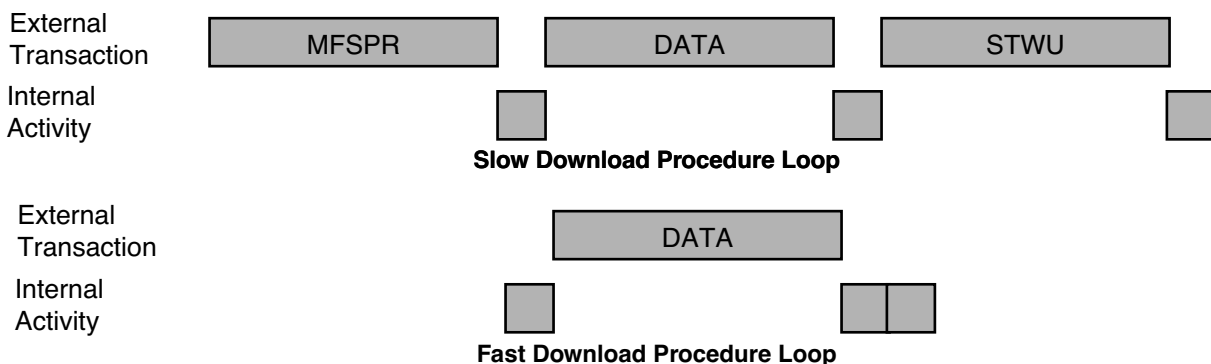 External
Transaction
MFSPR
DATA
STWU
Internal
Activity
Slow Download Procedure Loop
External
Transaction
DATA
Internal
Activity
Fast Download Procedure Loop